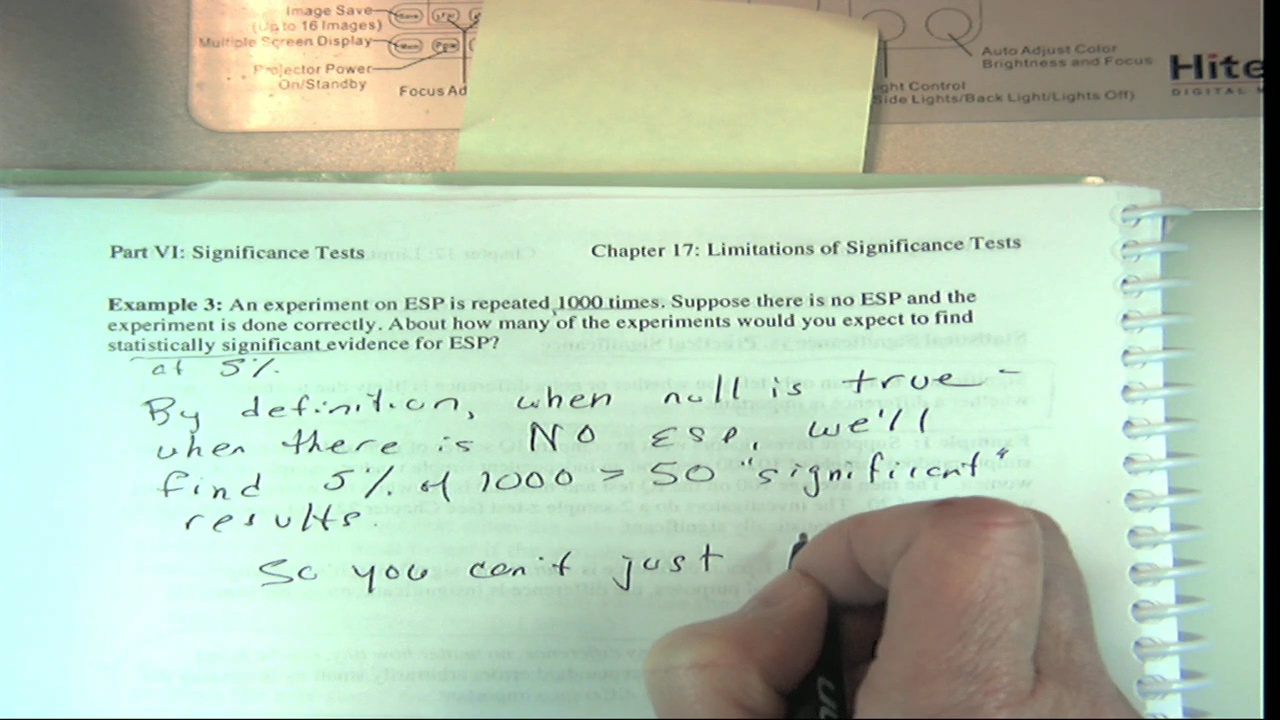 Image Save
(Up to 16 Images)
Multiple Screen Display
Projector Power
On/Standby
Focus Ad
Auto Adjust Color
Brightness and Focus
ght Control
Side Lights/Back Light/Lights Off)
Hite
DIGITAL
Part VI: Significance Tests
Chapter 17: Limitations of Significance Tests
Example 3: An experiment on ESP is repeated 1000 times. Suppose there is no ESP and the
experiment is done correctly. About how many of the experiments would you expect to find
statistically significant evidence for ESP?
at 5%.
By definition, when null is true -
when there is NO ESP, we'll
find 5% of 1000 = 50 "significant"
results.
So you can't just